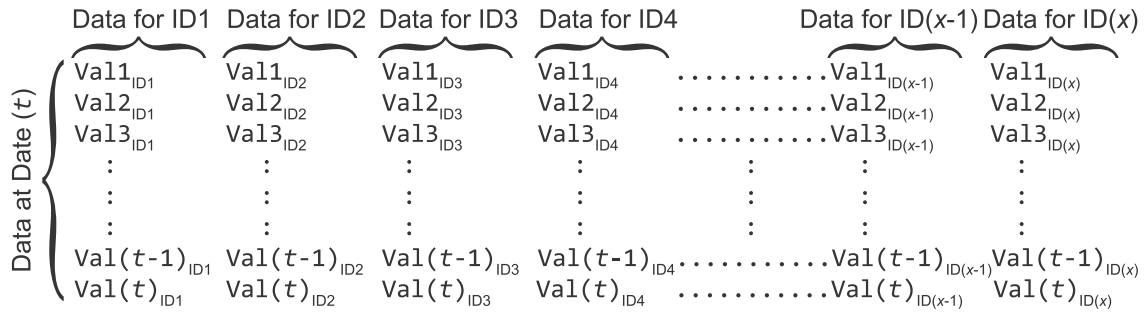 Data for ID1 Data for ID2 Data for ID3 Data for ID4 Data for ID(x-1) Data for ID(x)
Data at Date (t)
Val1ID1 Val1ID2 Val1ID3 Val1ID4 ........... Val1ID(x-1) Val1ID(x)
Val2ID1 Val2ID2 Val2ID3 Val2ID4 ........... Val2ID(x-1) Val2ID(x)
Val3ID1 Val3ID2 Val3ID3 Val3ID4 ........... Val3ID(x-1) Val3ID(x)
: : : : : : :
: : : : : : :
: : : : : : :
Val(t-1)ID1 Val(t-1)ID2 Val(t-1)ID3 Val(t-1)ID4 ........... Val(t-1)ID(x-1) Val(t-1)ID(x)
Val(t)ID1 Val(t)ID2 Val(t)ID3 Val(t)ID4 ........... Val(t)ID(x-1) Val(t)ID(x)